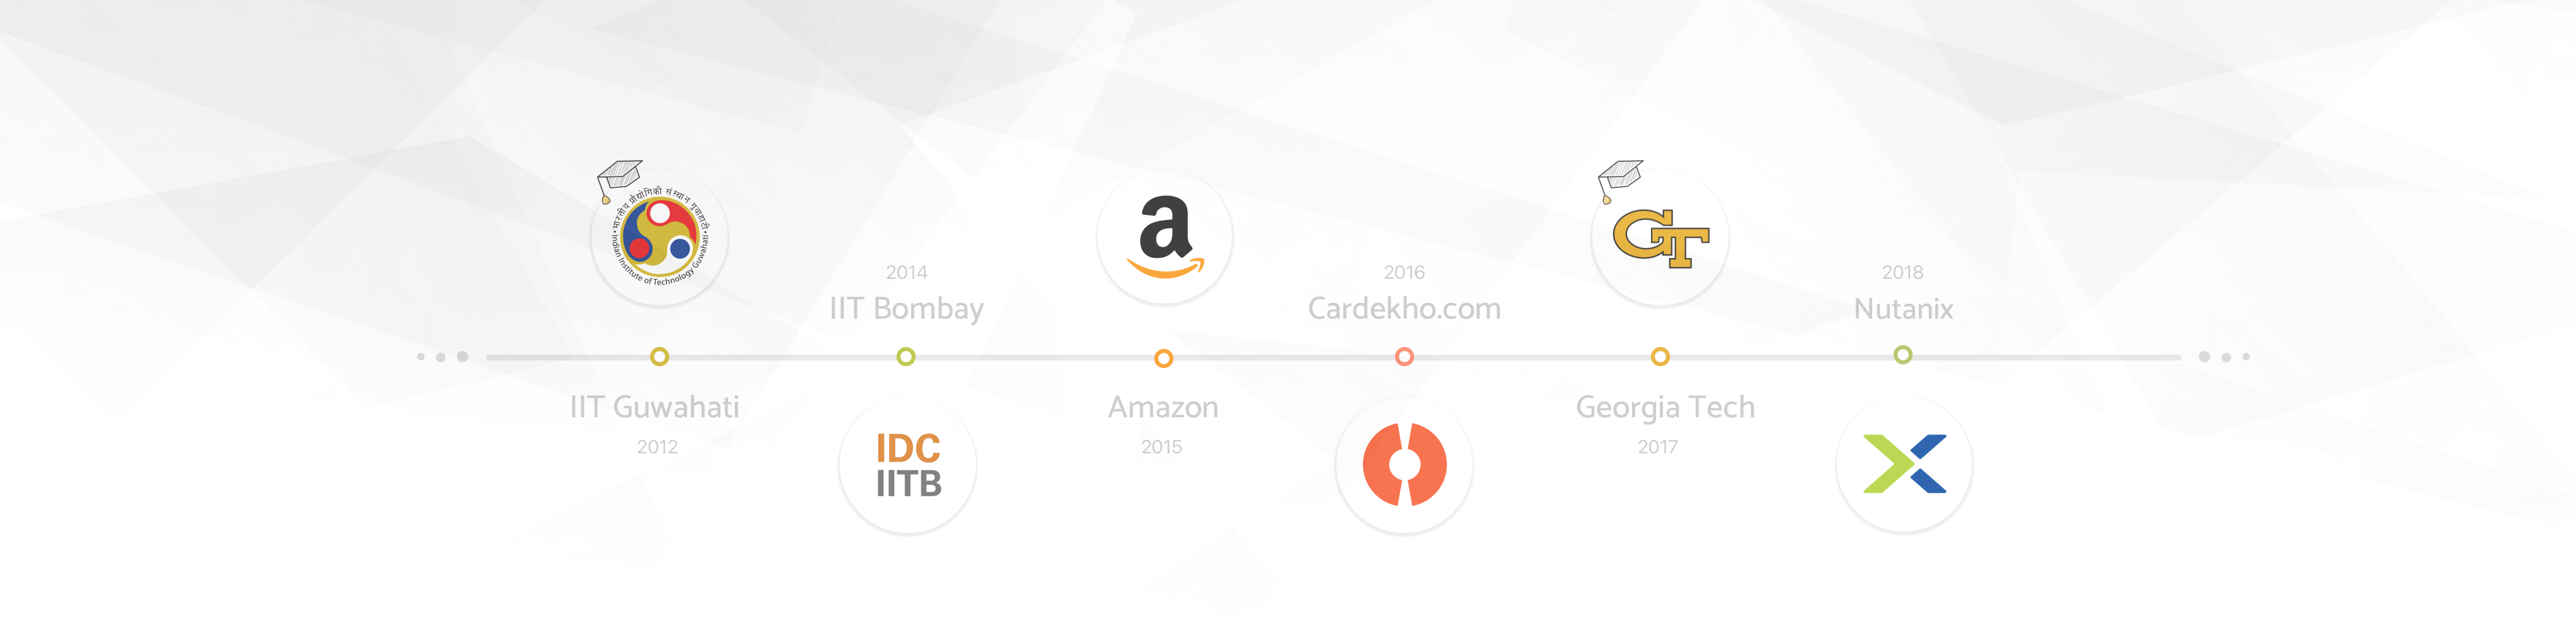 भारतीय प्रौद्योगिकी संस्थान गुवाहाटी
Indian Institute of Technology Guwahati
IIT Guwahati
2012
2014
IIT Bombay
IDC
IITB
a
Amazon
2015
2016
Cardekho.com
GT
Georgia Tech
2017
2018
Nutanix